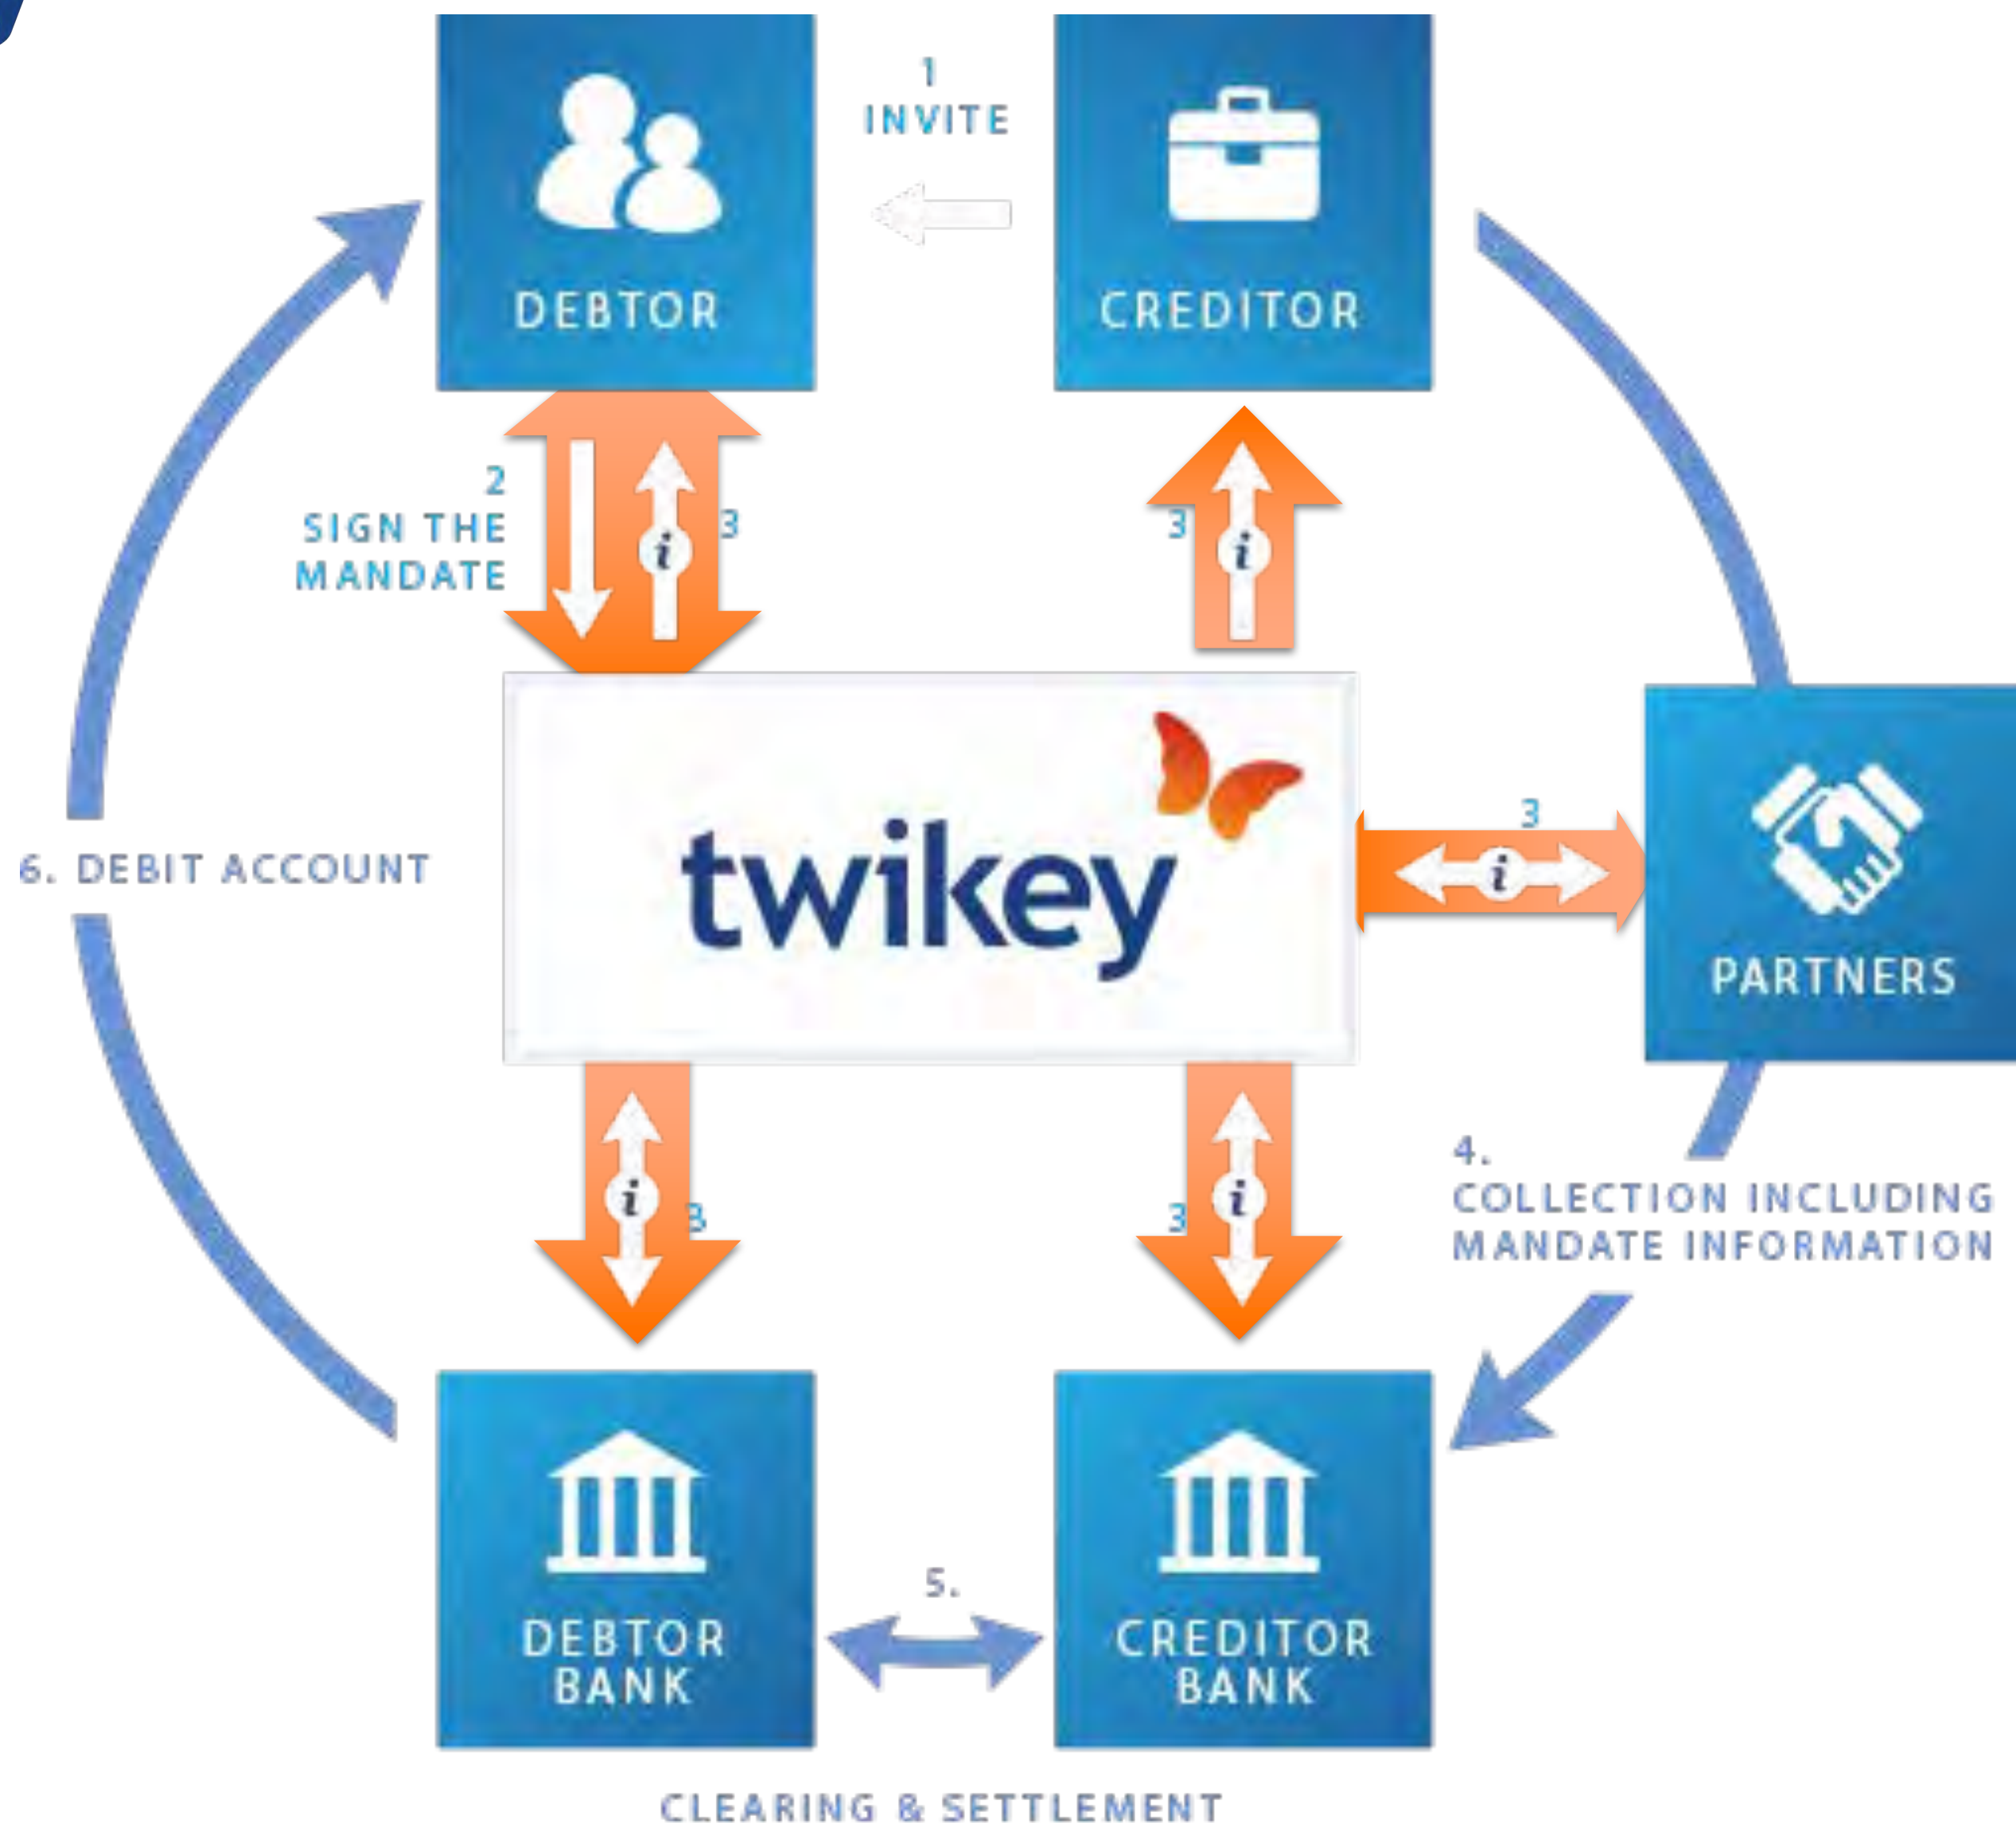 1
INVITE
DEBTOR
CREDITOR
2
SIGN THE
MANDATE
3
i
3
i
twikey
3
i
PARTNERS
6. DEBIT ACCOUNT
i
3
3
i
4.
COLLECTION INCLUDING
MANDATE INFORMATION
5.
DEBTOR
BANK
CREDITOR
BANK
CLEARING & SETTLEMENT